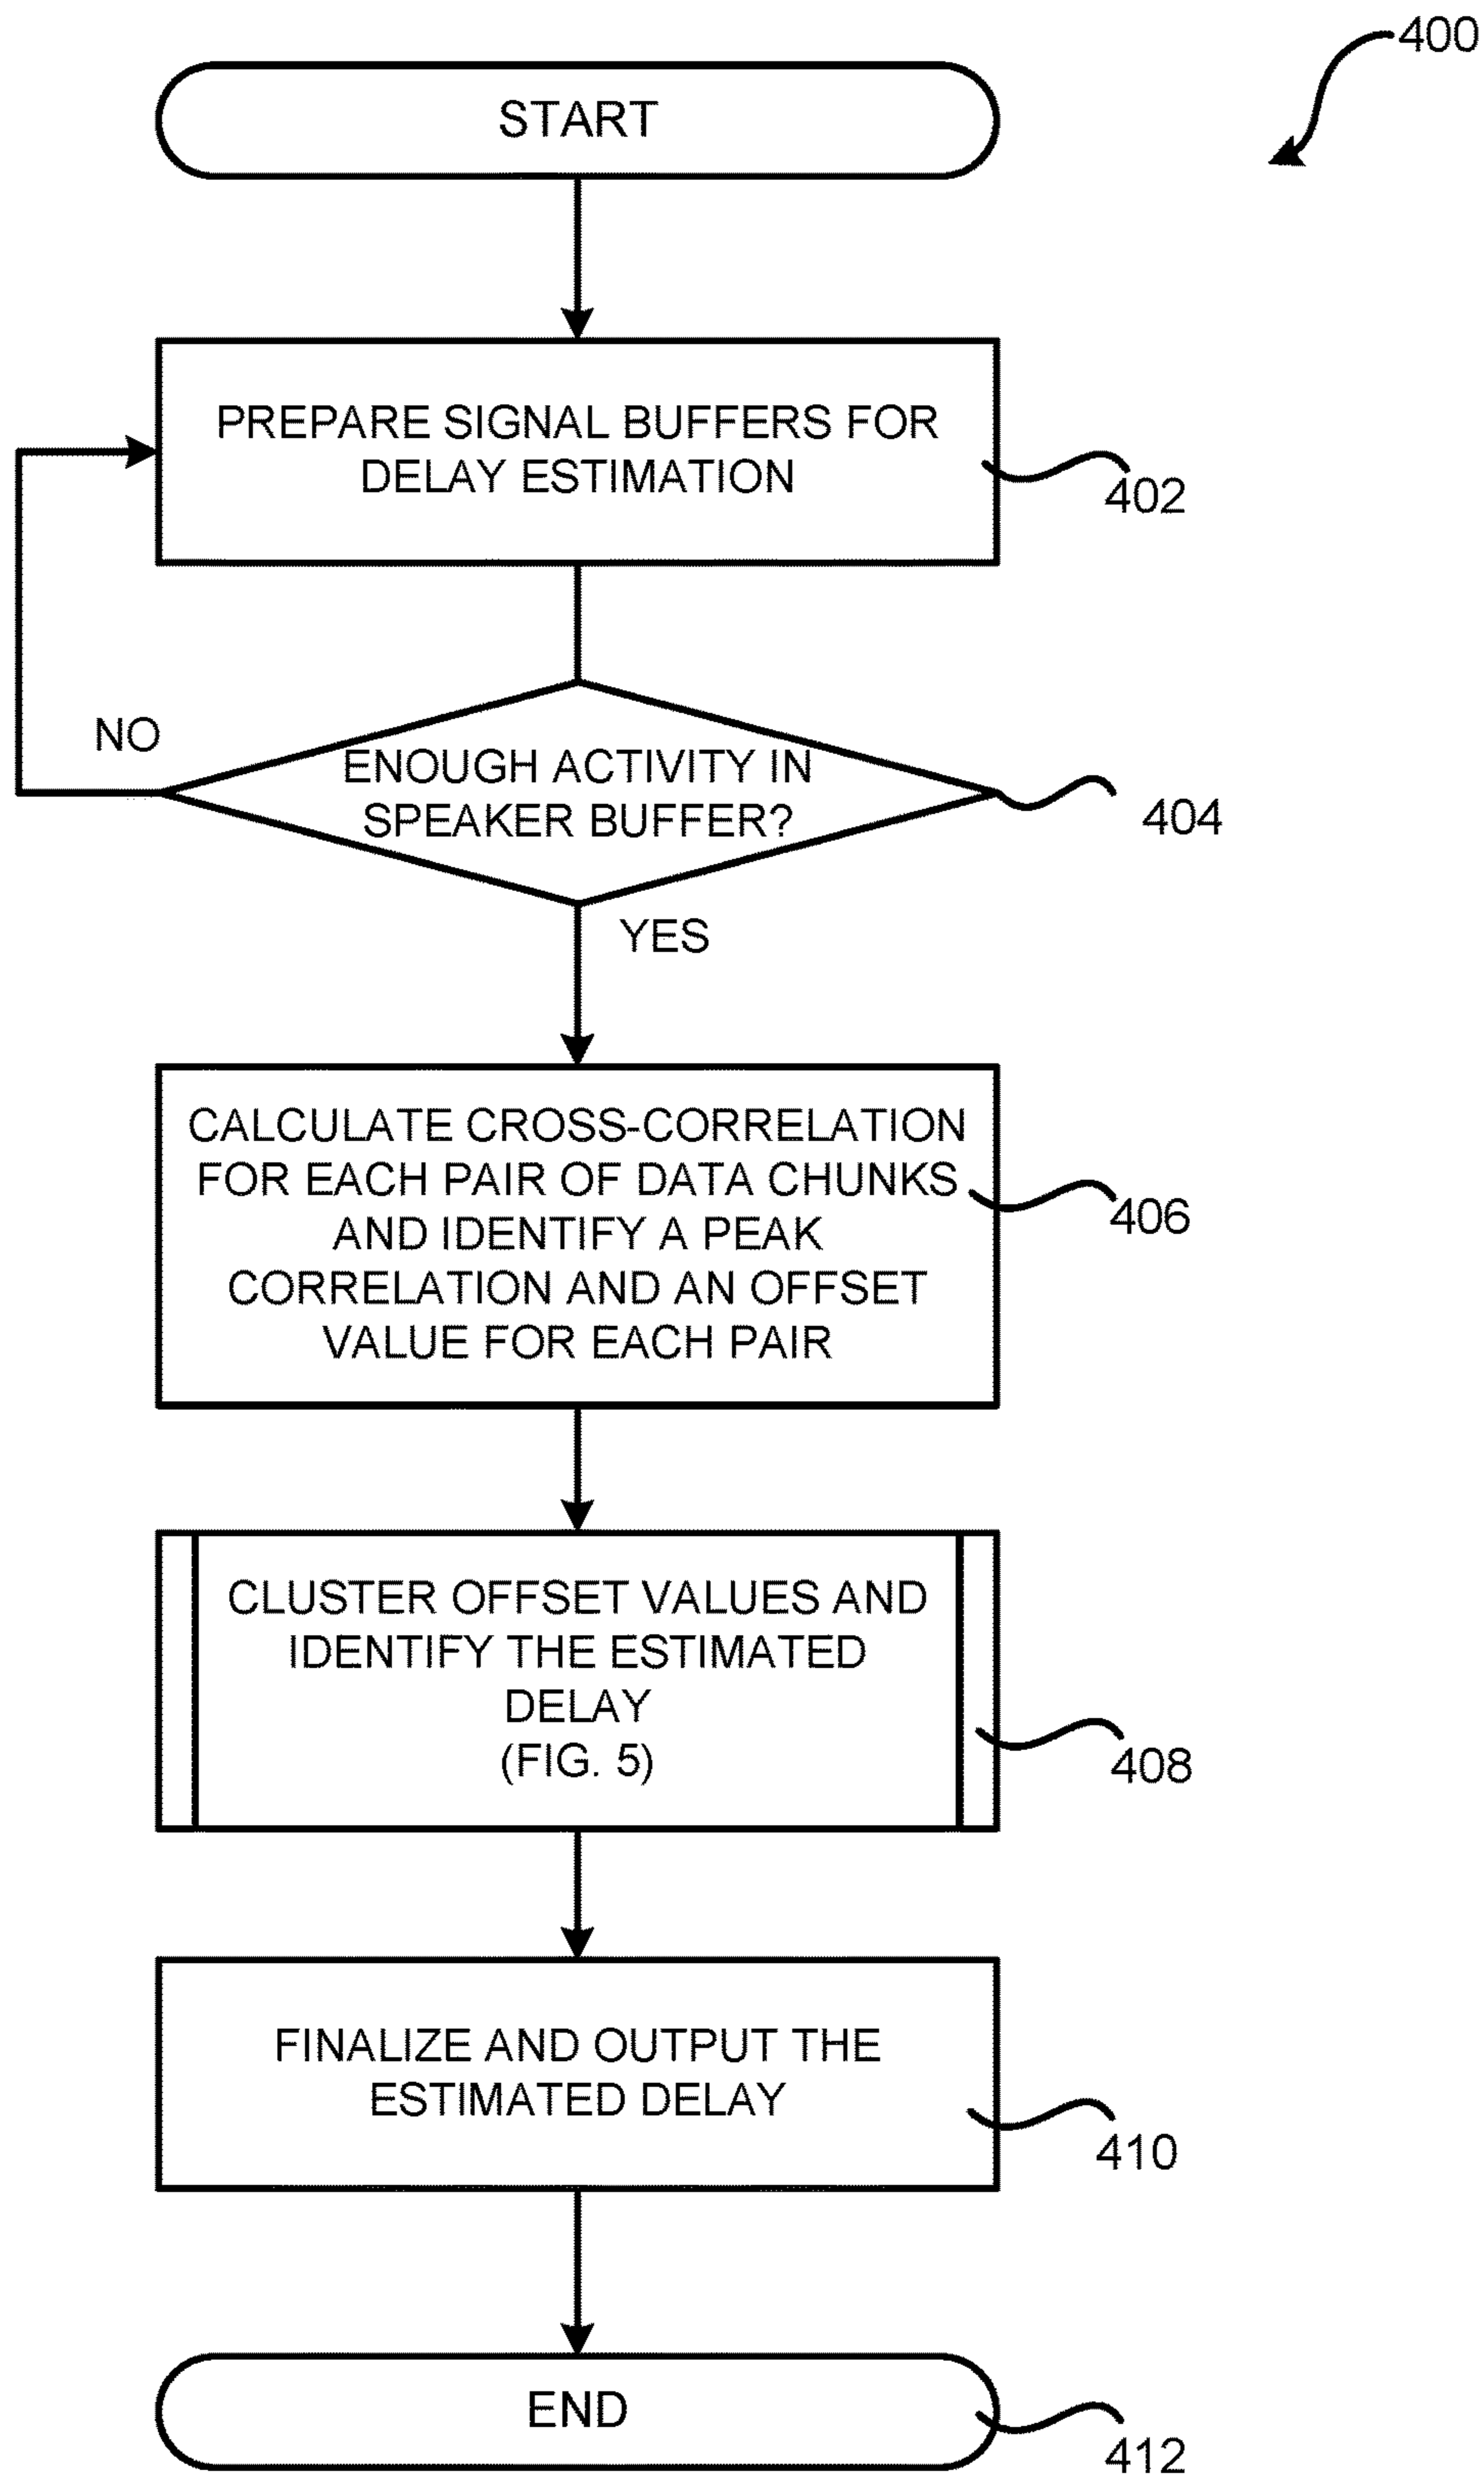 400
START
PREPARE SIGNAL BUFFERS FOR
DELAY ESTIMATION
402
NO
ENOUGH ACTIVITY IN
SPEAKER BUFFER?
404
YES
CALCULATE CROSS-CORRELATION
FOR EACH PAIR OF DATA CHUNKS
AND IDENTIFY A PEAK
CORRELATION AND AN OFFSET
VALUE FOR EACH PAIR
406
CLUSTER OFFSET VALUES AND
IDENTIFY THE ESTIMATED
DELAY
(FIG. 5)
408
FINALIZE AND OUTPUT THE
ESTIMATED DELAY
410
END
412